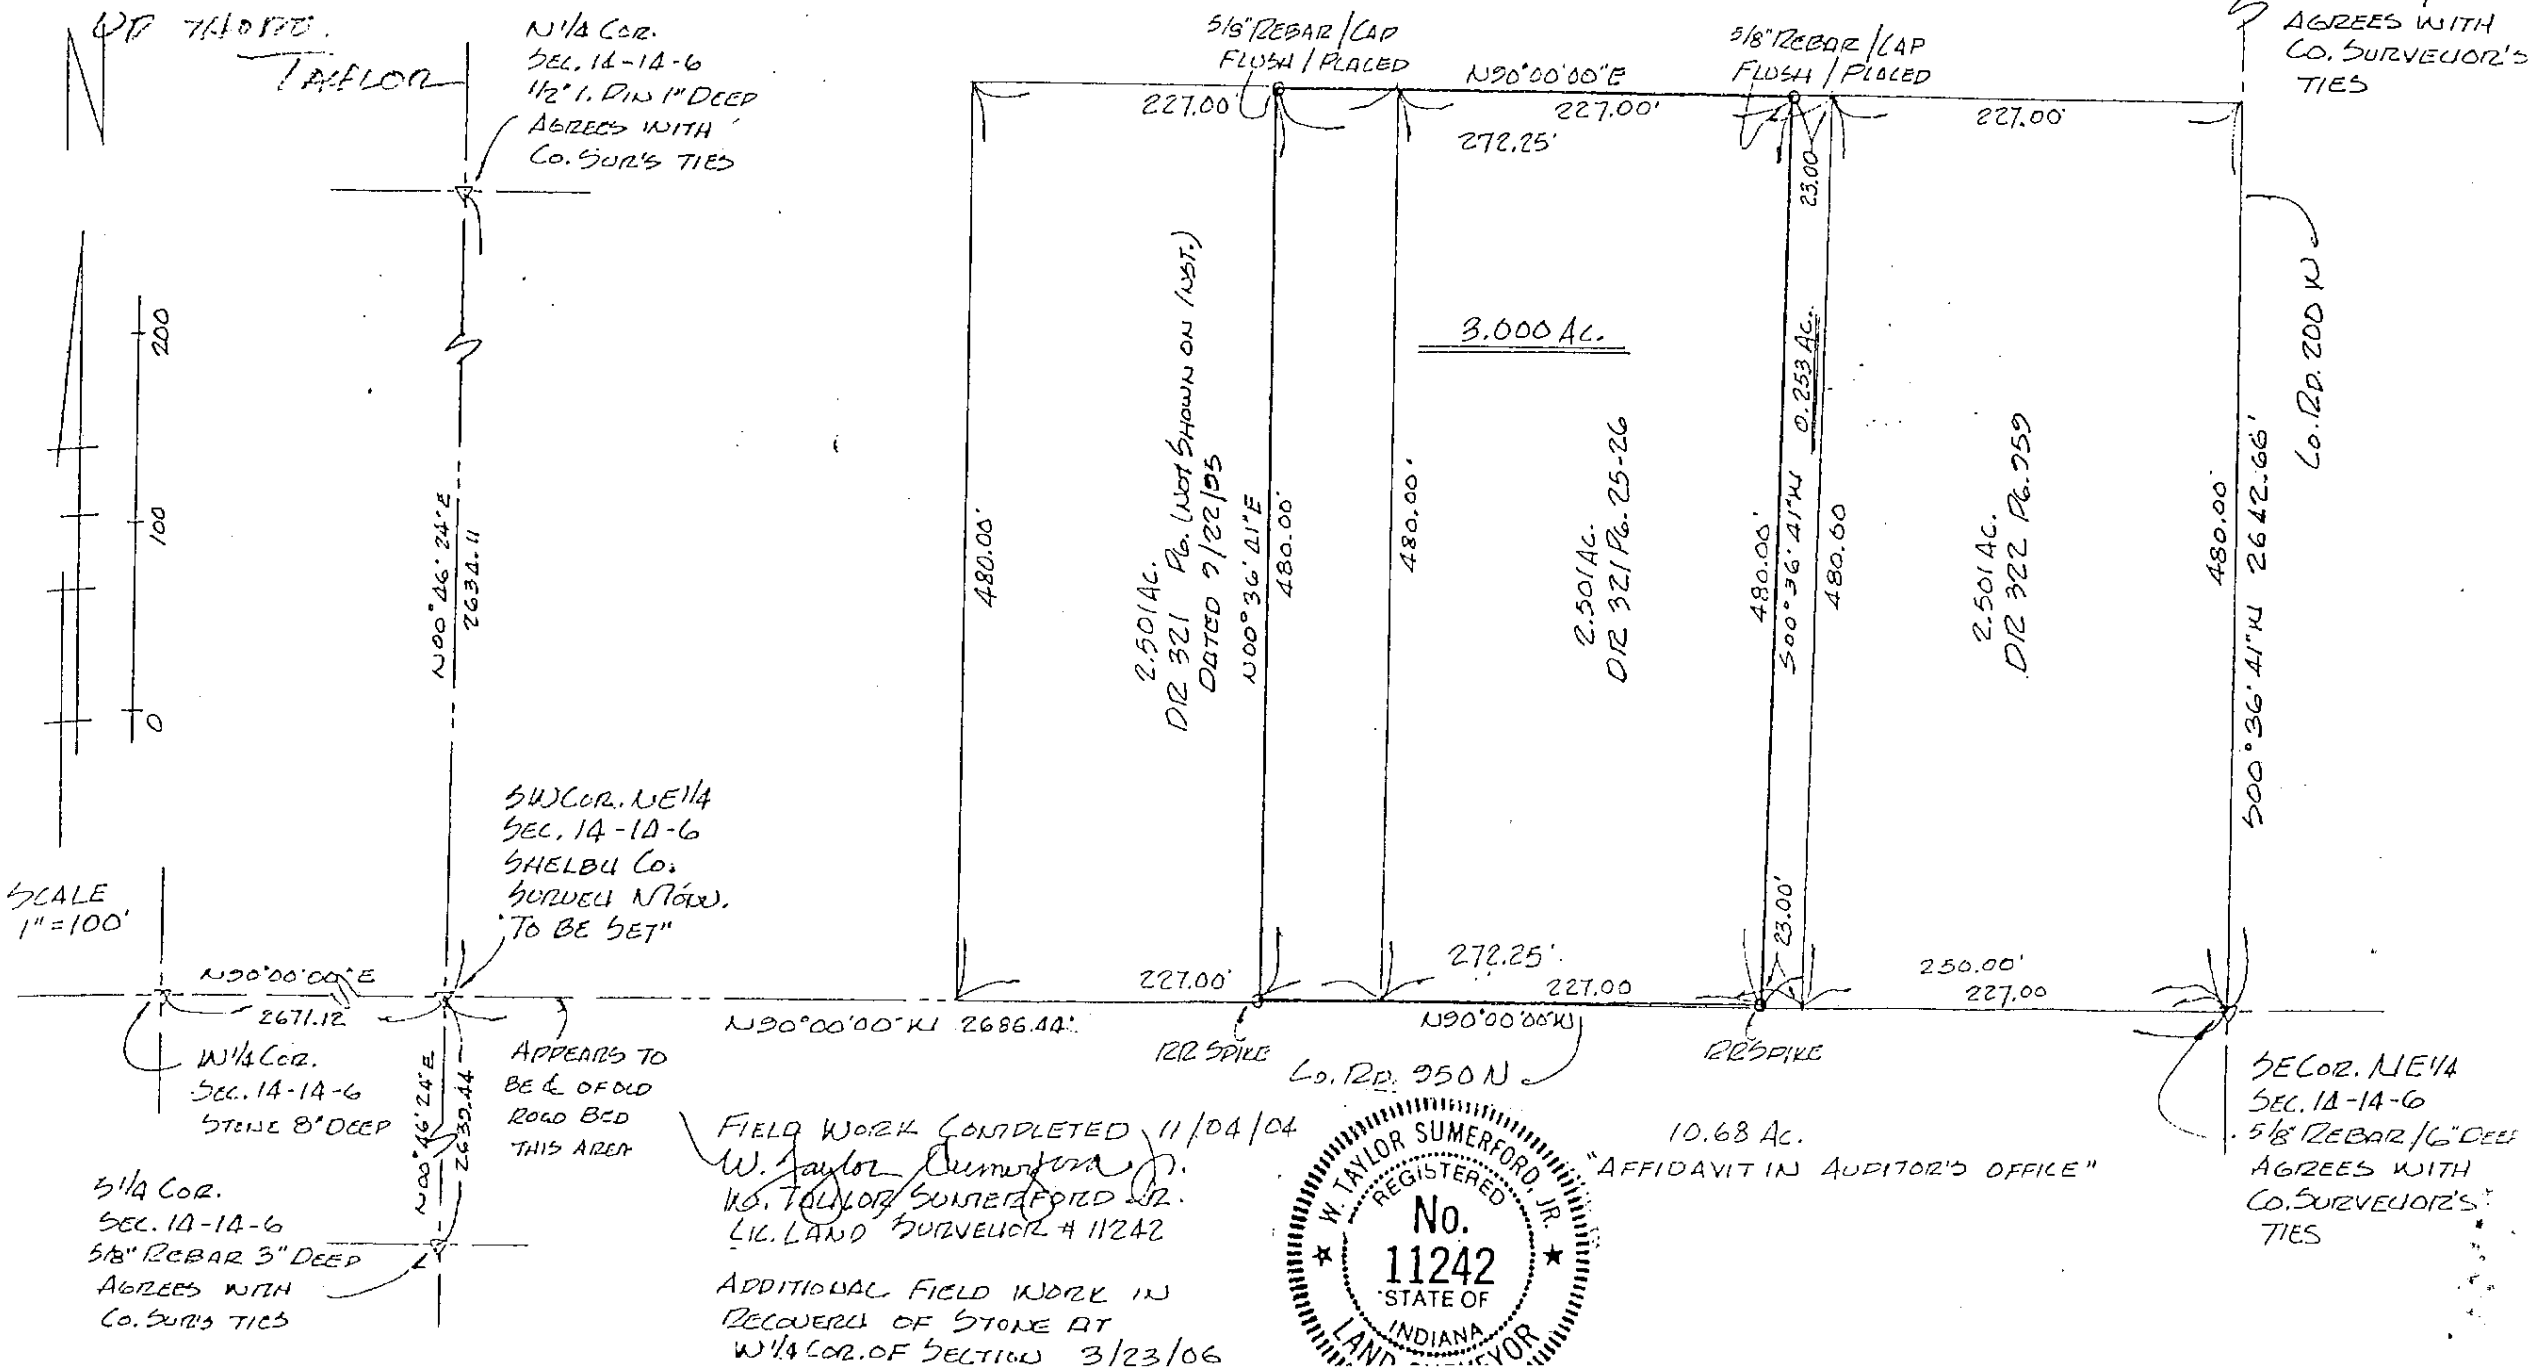 N
TAYLOR
N 1/4 COR.
SEC. 14-14-6
1/2" I. PIN 1" DEEP
AGREES WITH
CO. SUR'S TIES
5/8" REBAR/CAP
FLUSH / PLACED
5/8" REBAR/CAP
FLUSH / PLACED
AGREES WITH
CO. SURVEYOR'S
TIES
N90°00'00"E
227.00'
227.00'
227.00'
272.25'
23.00
200
100
0
SCALE
1"=100'
N00°46'24"E
2634.11
480.00'
2.501 AC.
DR 321 PG. (NOT SHOWN ON INST.)
DATED 9/22/95
N00°36'41"E
480.00'
480.00'
3.000 AC.
2.501 AC.
DR 321 PG. 25-26
480.00'
S00°36'41"W
0.253 AC.
480.00
2.501 AC.
DR 322 PG. 959
480.00'
S00°36'41"W 2642.66'
CO. RD. 200 W
SW COR. NE 1/4
SEC. 14-14-6
SHELBY CO.
SURVEY MON.
"TO BE SET"
N90°00'00"E
2671.12
227.00'
272.25'
227.00
23.00'
250.00'
227.00
N90°00'00"W 2686.44'
N90°00'00"W
RR SPIKE
RR SPIKE
CO. RD. 950 N
W 1/4 COR.
SEC. 14-14-6
STONE 8" DEEP
N00°46'24"E
2639.44
APPEARS TO
BE ℄ OF OLD
ROAD BED
THIS AREA
SE COR. NE 1/4
SEC. 14-14-6
5/8" REBAR/6" DEEP
AGREES WITH
CO. SURVEYOR'S
TIES
S 1/4 COR.
SEC. 14-14-6
5/8" REBAR 3" DEEP
AGREES WITH
CO. SUR'S TIES
FIELD WORK COMPLETED 11/04/04
W. Taylor Sumerford Jr.
W. TAYLOR SUMERFORD JR.
LIC. LAND SURVEYOR # 11242
ADDITIONAL FIELD WORK IN
RECOVERY OF STONE AT
W 1/4 COR. OF SECTION 3/23/06
W. TAYLOR SUMERFORD, JR.
REGISTERED
No.
11242
STATE OF
INDIANA
LAND SURVEYOR
10.68 AC.
"AFFIDAVIT IN AUDITOR'S OFFICE"